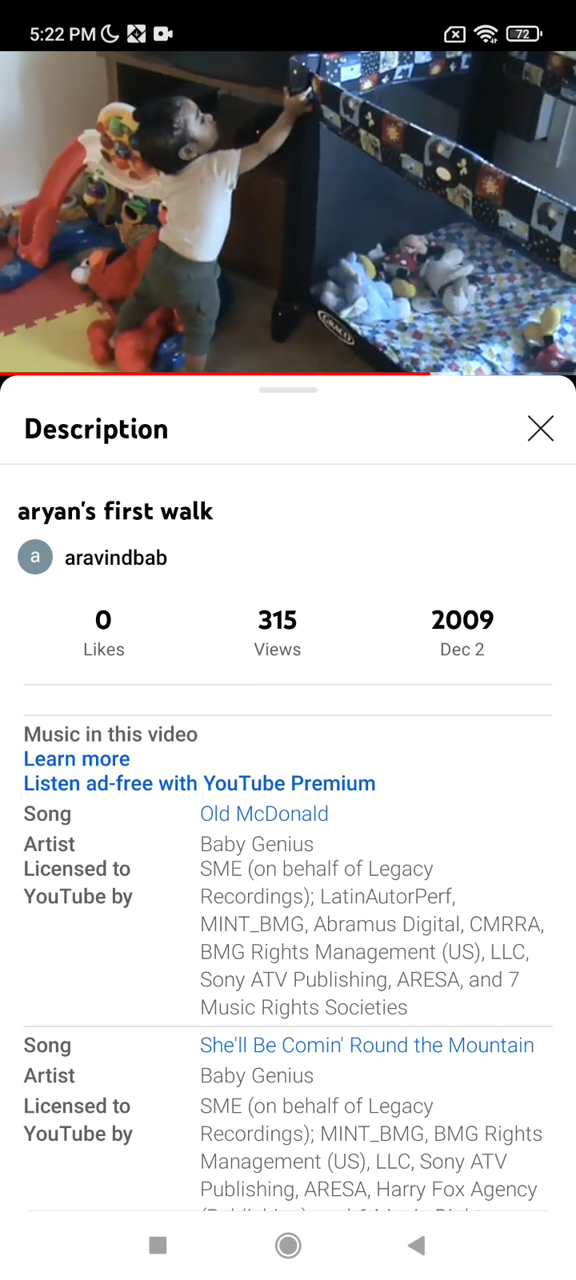 5:22 PM
72
GRACO
Description
aryan's first walk
a aravindbab
0 315 2009
Likes Views Dec 2
Music in this video
Learn more
Listen ad-free with YouTube Premium
Song Old McDonald
Artist Baby Genius
Licensed to SME (on behalf of Legacy
YouTube by Recordings); LatinAutorPerf,
MINT_BMG, Abramus Digital, CMRRA,
BMG Rights Management (US), LLC,
Sony ATV Publishing, ARESA, and 7
Music Rights Societies
Song She'll Be Comin' Round the Mountain
Artist Baby Genius
Licensed to SME (on behalf of Legacy
YouTube by Recordings); MINT_BMG, BMG Rights
Management (US), LLC, Sony ATV
Publishing, ARESA, Harry Fox Agency